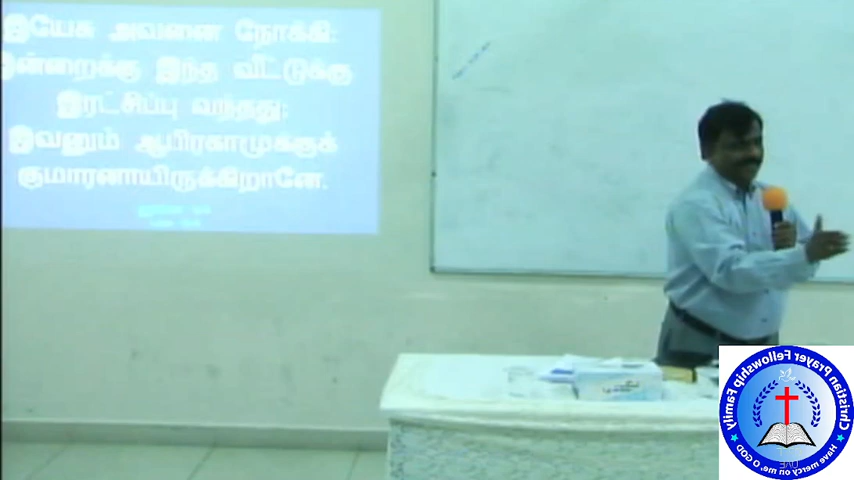 இயேசு அவனை நோக்கி:
இன்றைக்கு இந்த வீட்டுக்கு
இரட்சிப்பு வந்தது;
இவனும் ஆபிரகாமுக்குக்
குமாரனாயிருக்கிறானே.
Christian Prayer Fellowship Family
Have mercy on me, O GOD
LIVE